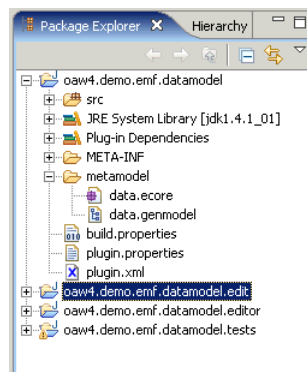 Package Explorer Hierarchy
oaw4.demo.emf.datamodel
src
JRE System Library [jdk1.4.1_01]
Plug-in Dependencies
META-INF
metamodel
data.ecore
data.genmodel
build.properties
plugin.properties
plugin.xml
oaw4.demo.emf.datamodel.edit
oaw4.demo.emf.datamodel.editor
oaw4.demo.emf.datamodel.tests